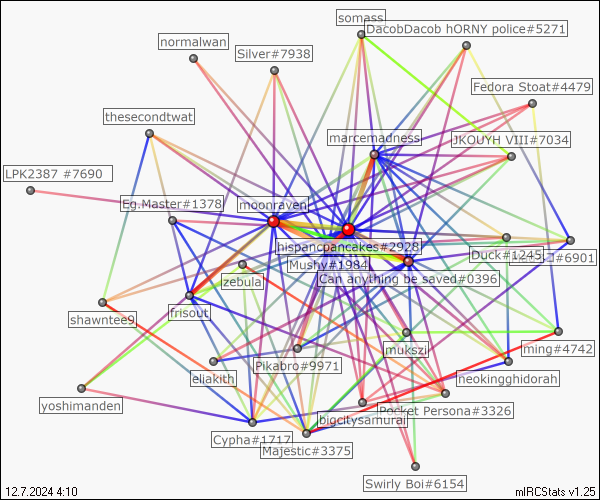 somass
DacobDacob hORNY police#5271
normalwan
Silver#7938
Fedora Stoat#4479
thesecondtwat
marcemadness
JKOUYH VIII#7034
LPK2387 #7690
Eg.Master#1378
moonraven
hispancpancakes#2928
Duck#1245
#6901
Mushy#1984
Can anything be saved#0396
zebula
shawntee9
frisout
mukszi
ming#4742
eliakith
Pikabro#9971
neokingghidorah
yoshimanden
bigcitysamurai
Pocket Persona#3326
Cypha#1717
Majestic#3375
Swirly Boi#6154
12.7.2024 4:10
mIRCStats v1.25